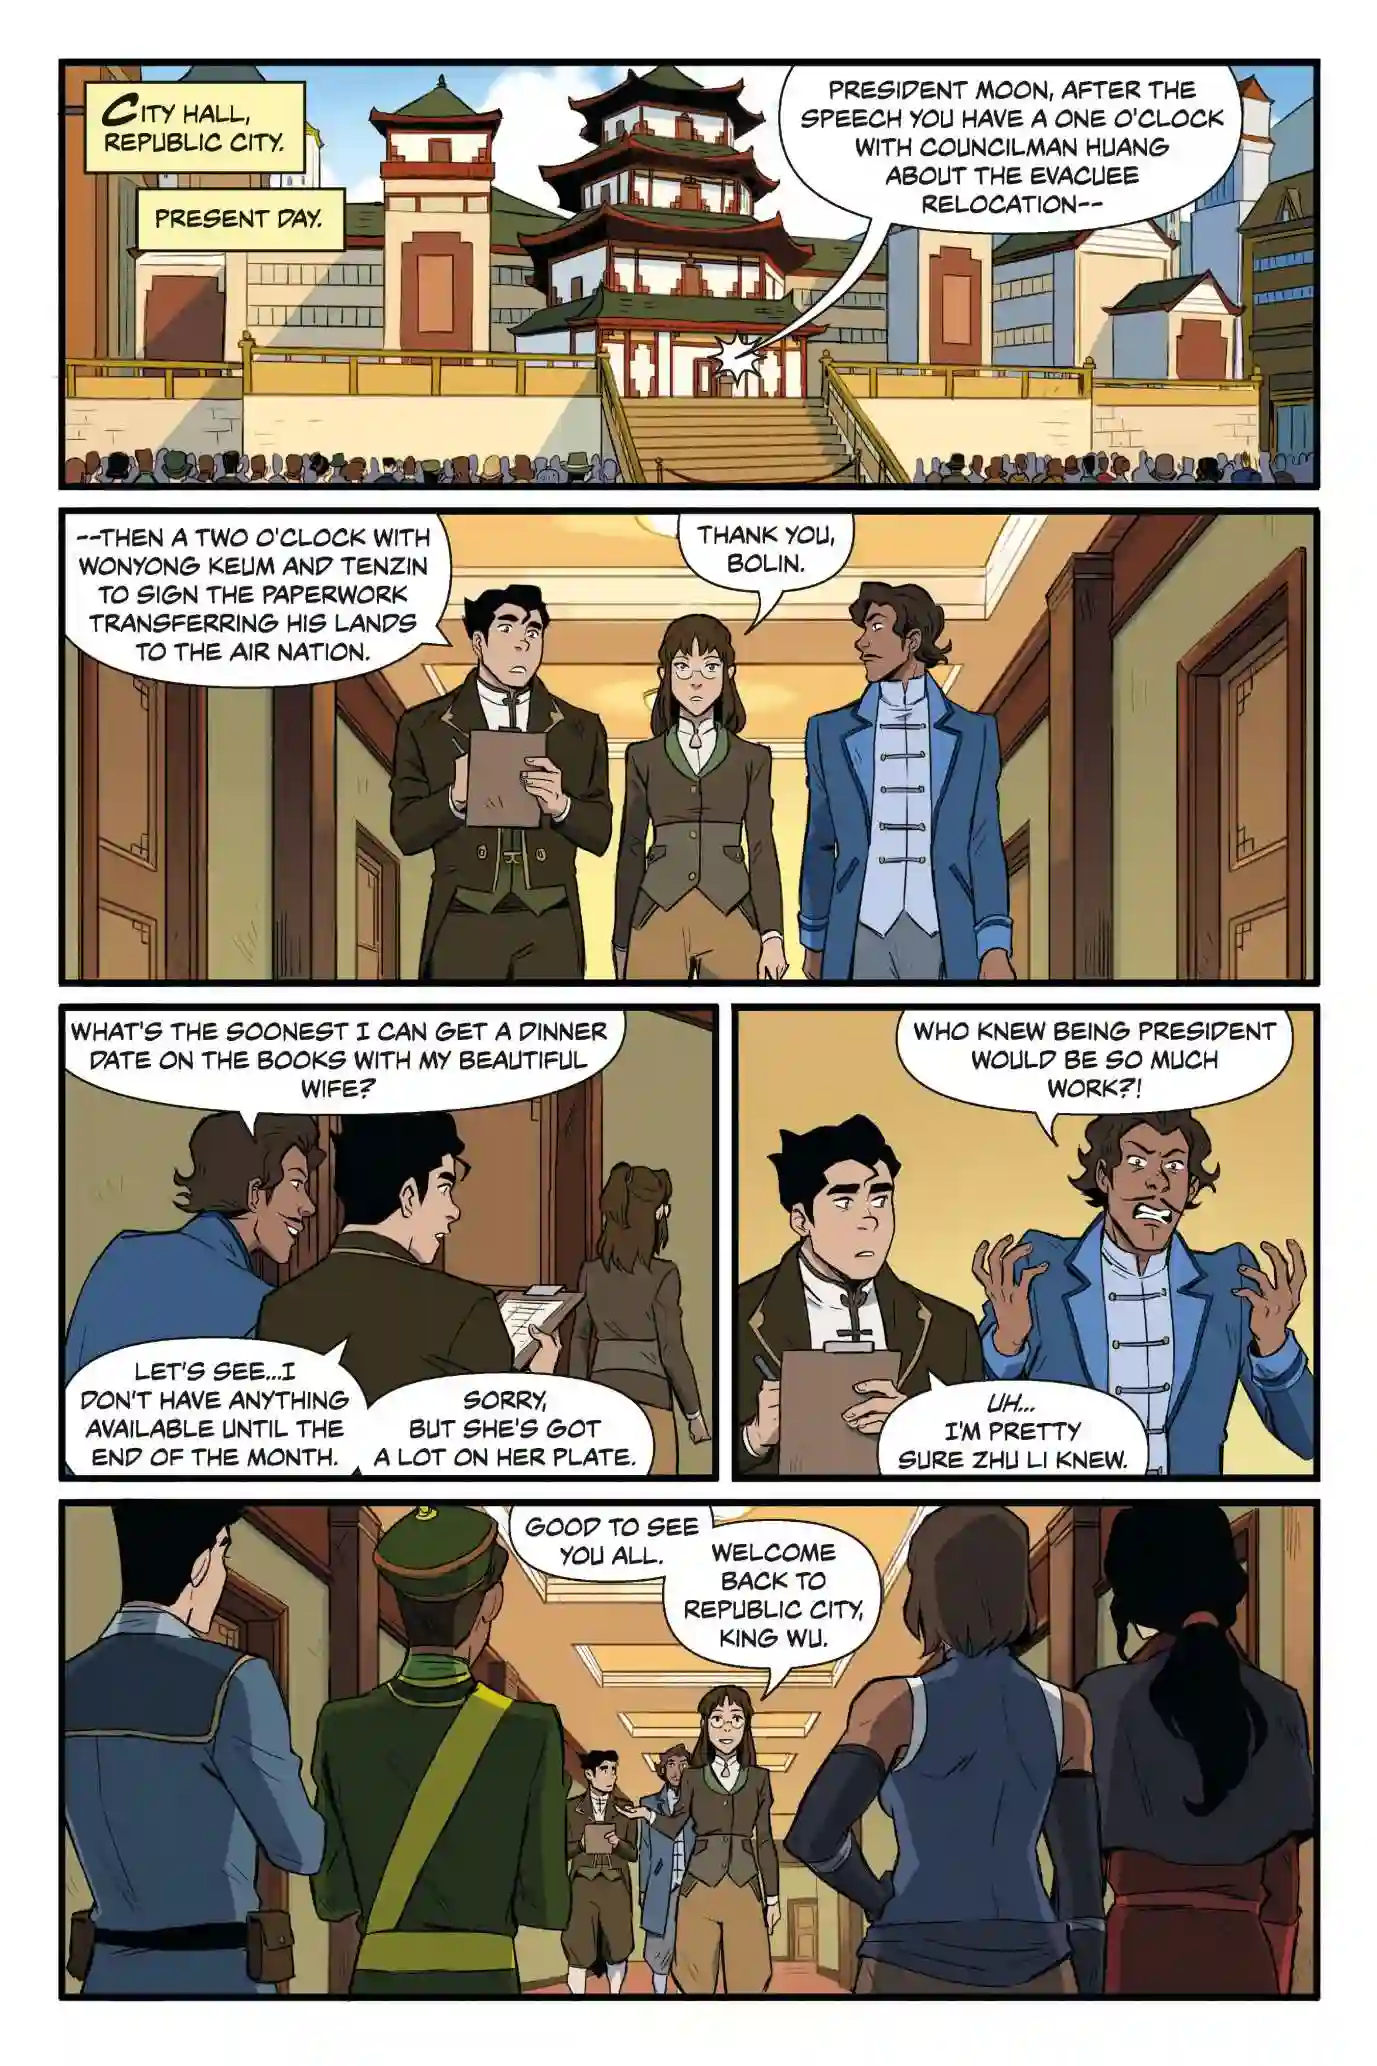 CITY HALL,
REPUBLIC CITY.
PRESENT DAY.
PRESIDENT MOON, AFTER THE
SPEECH YOU HAVE A ONE O'CLOCK
WITH COUNCILMAN HUANG
ABOUT THE EVACUEE
RELOCATION--
--THEN A TWO O'CLOCK WITH
WONYONG KEUM AND TENZIN
TO SIGN THE PAPERWORK
TRANSFERRING HIS LANDS
TO THE AIR NATION.
THANK YOU,
BOLIN.
WHAT'S THE SOONEST I CAN GET A DINNER
DATE ON THE BOOKS WITH MY BEAUTIFUL
WIFE?
LET'S SEE...I
DON'T HAVE ANYTHING
AVAILABLE UNTIL THE
END OF THE MONTH.
SORRY,
BUT SHE'S GOT
A LOT ON HER PLATE.
WHO KNEW BEING PRESIDENT
WOULD BE SO MUCH
WORK?!
UH...
I'M PRETTY
SURE ZHU LI KNEW.
GOOD TO SEE
YOU ALL.
WELCOME
BACK TO
REPUBLIC CITY,
KING WU.